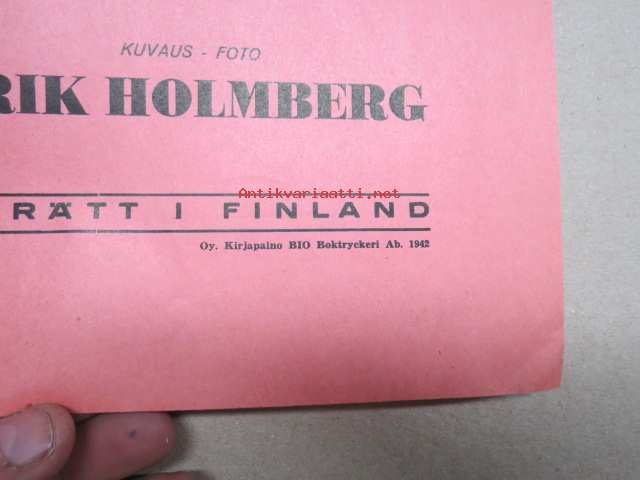 KUVAUS - FOTO
RIK HOLMBERG
Antikvariaatti.net
RÄTT I FINLAND
Oy. Kirjapaino BIO Boktryckeri Ab. 1942